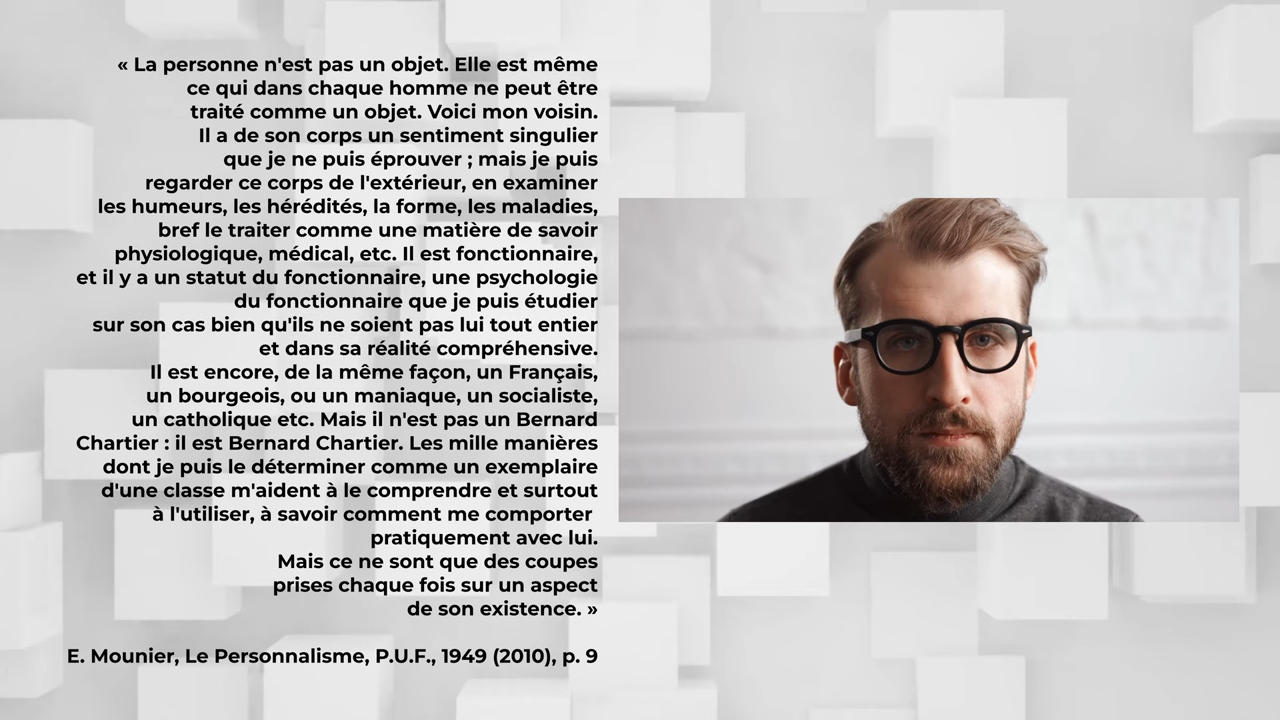 « La personne n'est pas un objet. Elle est même
ce qui dans chaque homme ne peut être
traité comme un objet. Voici mon voisin.
Il a de son corps un sentiment singulier
que je ne puis éprouver ; mais je puis
regarder ce corps de l'extérieur, en examiner
les humeurs, les hérédités, la forme, les maladies,
bref le traiter comme une matière de savoir
physiologique, médical, etc. Il est fonctionnaire,
et il y a un statut du fonctionnaire, une psychologie
du fonctionnaire que je puis étudier
sur son cas bien qu'ils ne soient pas lui tout entier
et dans sa réalité compréhensive.
Il est encore, de la même façon, un Français,
un bourgeois, ou un maniaque, un socialiste,
un catholique etc. Mais il n'est pas un Bernard
Chartier : il est Bernard Chartier. Les mille manières
dont je puis le déterminer comme un exemplaire
d'une classe m'aident à le comprendre et surtout
à l'utiliser, à savoir comment me comporter
pratiquement avec lui.
Mais ce ne sont que des coupes
prises chaque fois sur un aspect
de son existence. »
E. Mounier, Le Personnalisme, P.U.F., 1949 (2010), p. 9